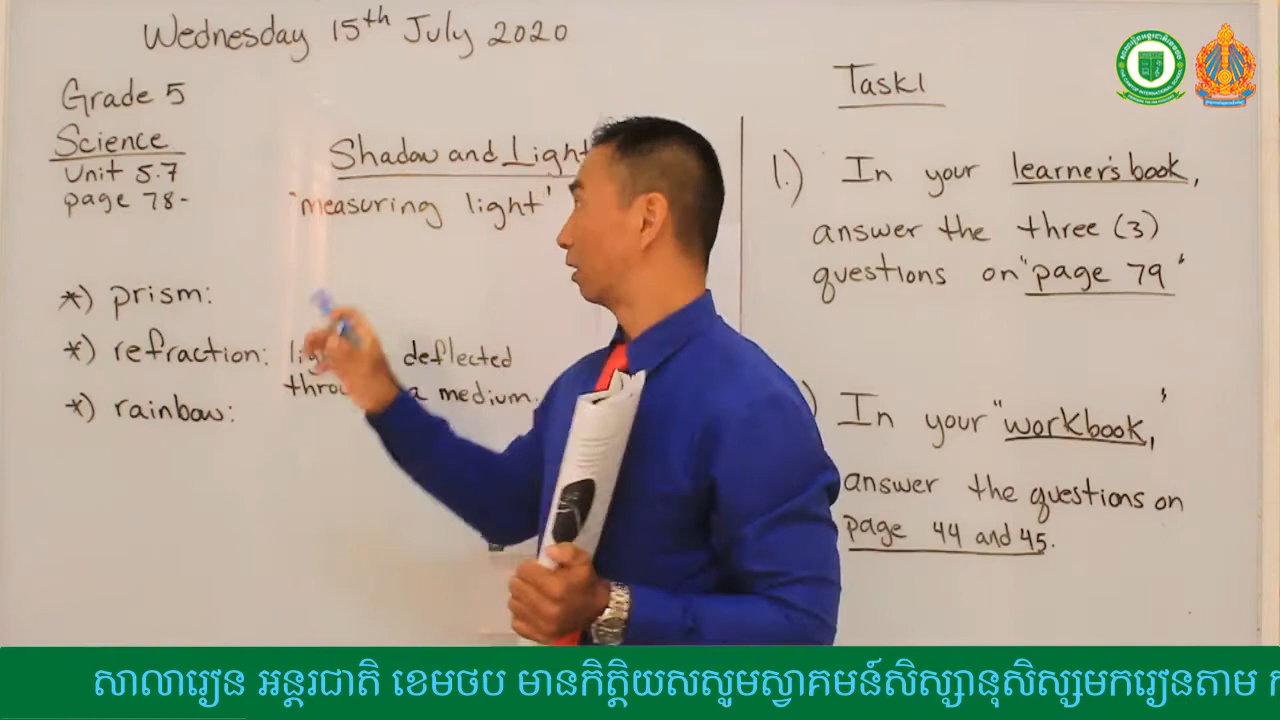 Wednesday 15th July 2020
Grade 5
Science
Unit 5.7
page 78-
Shadow and Light
'measuring light'
*) prism:
*) refraction: deflected
a medium.
*) rainbow:
Task 1
1.) In your learner's book,
answer the three (3)
questions on "page 79"
) In your "workbook,"
answer the questions on
page 44 and 45.
សាលារៀន អន្តរជាតិ ខេមថប មានកិត្តិយសសូមស្វាគមន៍សិស្សានុសិស្សមករៀនតាម